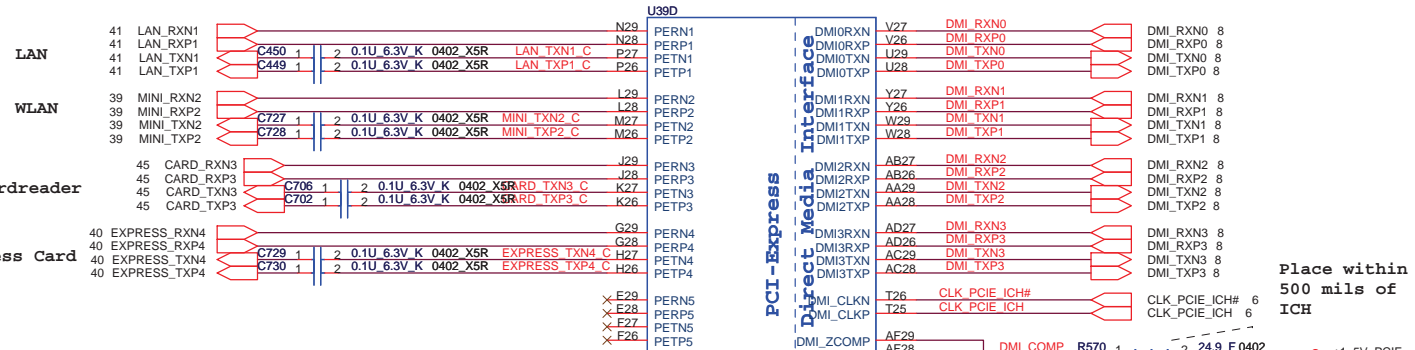 U39D
41 LAN_RXN1 N29 PERN1 DMI0RXN V27 DMI_RXN0 DMI_RXN0 8
41 LAN_RXP1 N28 PERP1 DMI0RXP V26 DMI_RXP0 DMI_RXP0 8
LAN
41 LAN_TXN1 C450 1 2 0.1U_6.3V_K 0402_X5R LAN_TXN1_C P27 PETN1 DMI0TXN U29 DMI_TXN0 DMI_TXN0 8
41 LAN_TXP1 C449 1 2 0.1U_6.3V_K 0402_X5R LAN_TXP1_C P26 PETP1 DMI0TXP U28 DMI_TXP0 DMI_TXP0 8
39 MINI_RXN2 L29 PERN2 DMI1RXN Y27 DMI_RXN1 DMI_RXN1 8
WLAN
39 MINI_RXP2 L28 PERP2 DMI1RXP Y26 DMI_RXP1 DMI_RXP1 8
39 MINI_TXN2 C727 1 2 0.1U_6.3V_K 0402_X5R MINI_TXN2_C M27 PETN2 DMI1TXN W29 DMI_TXN1 DMI_TXN1 8
39 MINI_TXP2 C728 1 2 0.1U_6.3V_K 0402_X5R MINI_TXP2_C M26 PETP2 DMI1TXP W28 DMI_TXP1 DMI_TXP1 8
45 CARD_RXN3 J29 PERN3 DMI2RXN AB27 DMI_RXN2 DMI_RXN2 8
45 CARD_RXP3 J28 PERP3 DMI2RXP AB26 DMI_RXP2 DMI_RXP2 8
rdreader
45 CARD_TXN3 C706 1 2 0.1U_6.3V_K 0402_X5R CARD_TXN3_C K27 PETN3 DMI2TXN AA29 DMI_TXN2 DMI_TXN2 8
45 CARD_TXP3 C702 1 2 0.1U_6.3V_K 0402_X5R CARD_TXP3_C K26 PETP3 DMI2TXP AA28 DMI_TXP2 DMI_TXP2 8
40 EXPRESS_RXN4 G29 PERN4 DMI3RXN AD27 DMI_RXN3 DMI_RXN3 8
40 EXPRESS_RXP4 G28 PERP4 DMI3RXP AD26 DMI_RXP3 DMI_RXP3 8
ess Card
40 EXPRESS_TXN4 C729 1 2 0.1U_6.3V_K 0402_X5R EXPRESS_TXN4_C H27 PETN4 DMI3TXN AC29 DMI_TXN3 DMI_TXN3 8
40 EXPRESS_TXP4 C730 1 2 0.1U_6.3V_K 0402_X5R EXPRESS_TXP4_C H26 PETP4 DMI3TXP AC28 DMI_TXP3 DMI_TXP3 8
E29 PERN5 DMI_CLKN T26 CLK_PCIE_ICH# CLK_PCIE_ICH# 6
E28 PERP5 DMI_CLKP T25 CLK_PCIE_ICH CLK_PCIE_ICH 6
F27 PETN5
F26 PETP5 DMI_ZCOMP AF29
AF28 DMI_COMP R570 1 2 24.9_F 0402
PCI-Express
Direct Media Interface
Place within
500 mils of
ICH